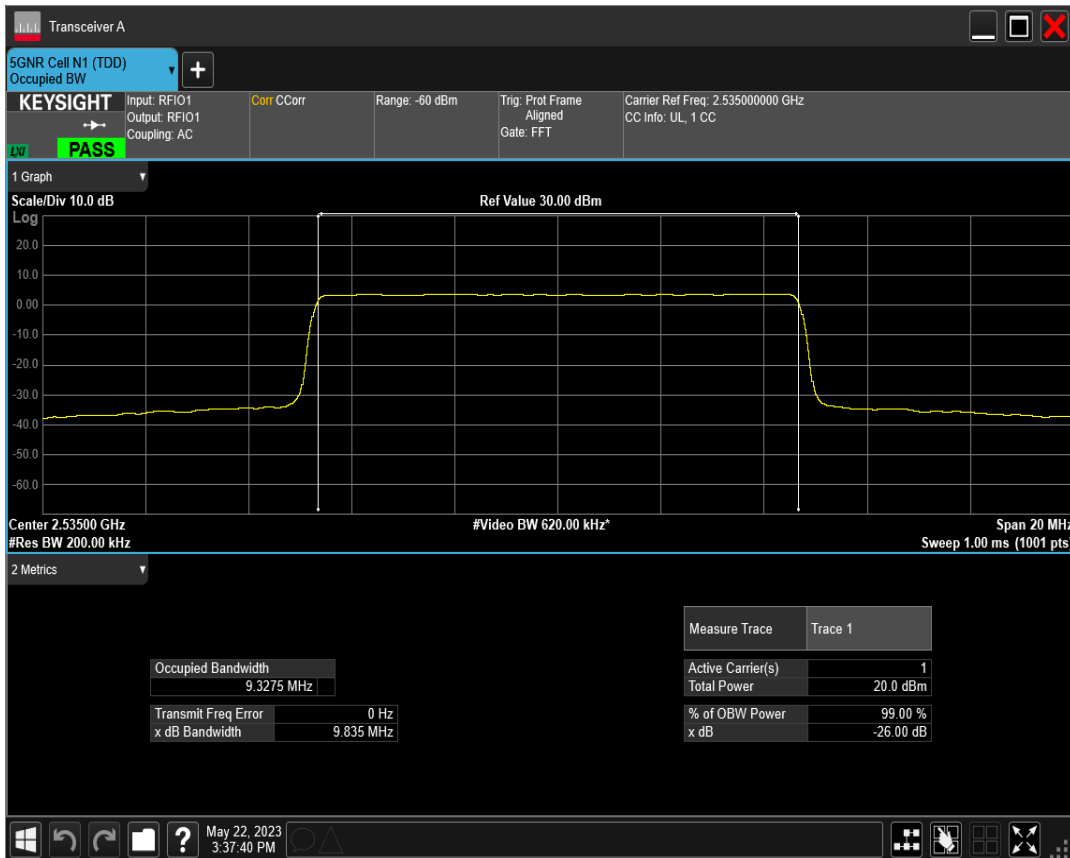 Transceiver A
5GNR Cell N1 (TDD)
Occupied BW
+
KEYSIGHT
LXI
PASS
Input: RFIO1
Output: RFIO1
Coupling: AC
Corr CCorr
Range: -60 dBm
Trig: Prot Frame
Aligned
Gate: FFT
Carrier Ref Freq: 2.535000000 GHz
CC Info: UL, 1 CC
1 Graph
Scale/Div 10.0 dB
Ref Value 30.00 dBm
Log
20.0
10.0
0.00
-10.0
-20.0
-30.0
-40.0
-50.0
-60.0
Center 2.53500 GHz
#Video BW 620.00 kHz*
Span 20 MHz
#Res BW 200.00 kHz
Sweep 1.00 ms (1001 pts)
2 Metrics
Measure Trace Trace 1
Occupied Bandwidth
9.3275 MHz
Active Carrier(s) 1
Total Power 20.0 dBm
Transmit Freq Error 0 Hz
x dB Bandwidth 9.835 MHz
% of OBW Power 99.00 %
x dB -26.00 dB
?
May 22, 2023
3:37:40 PM